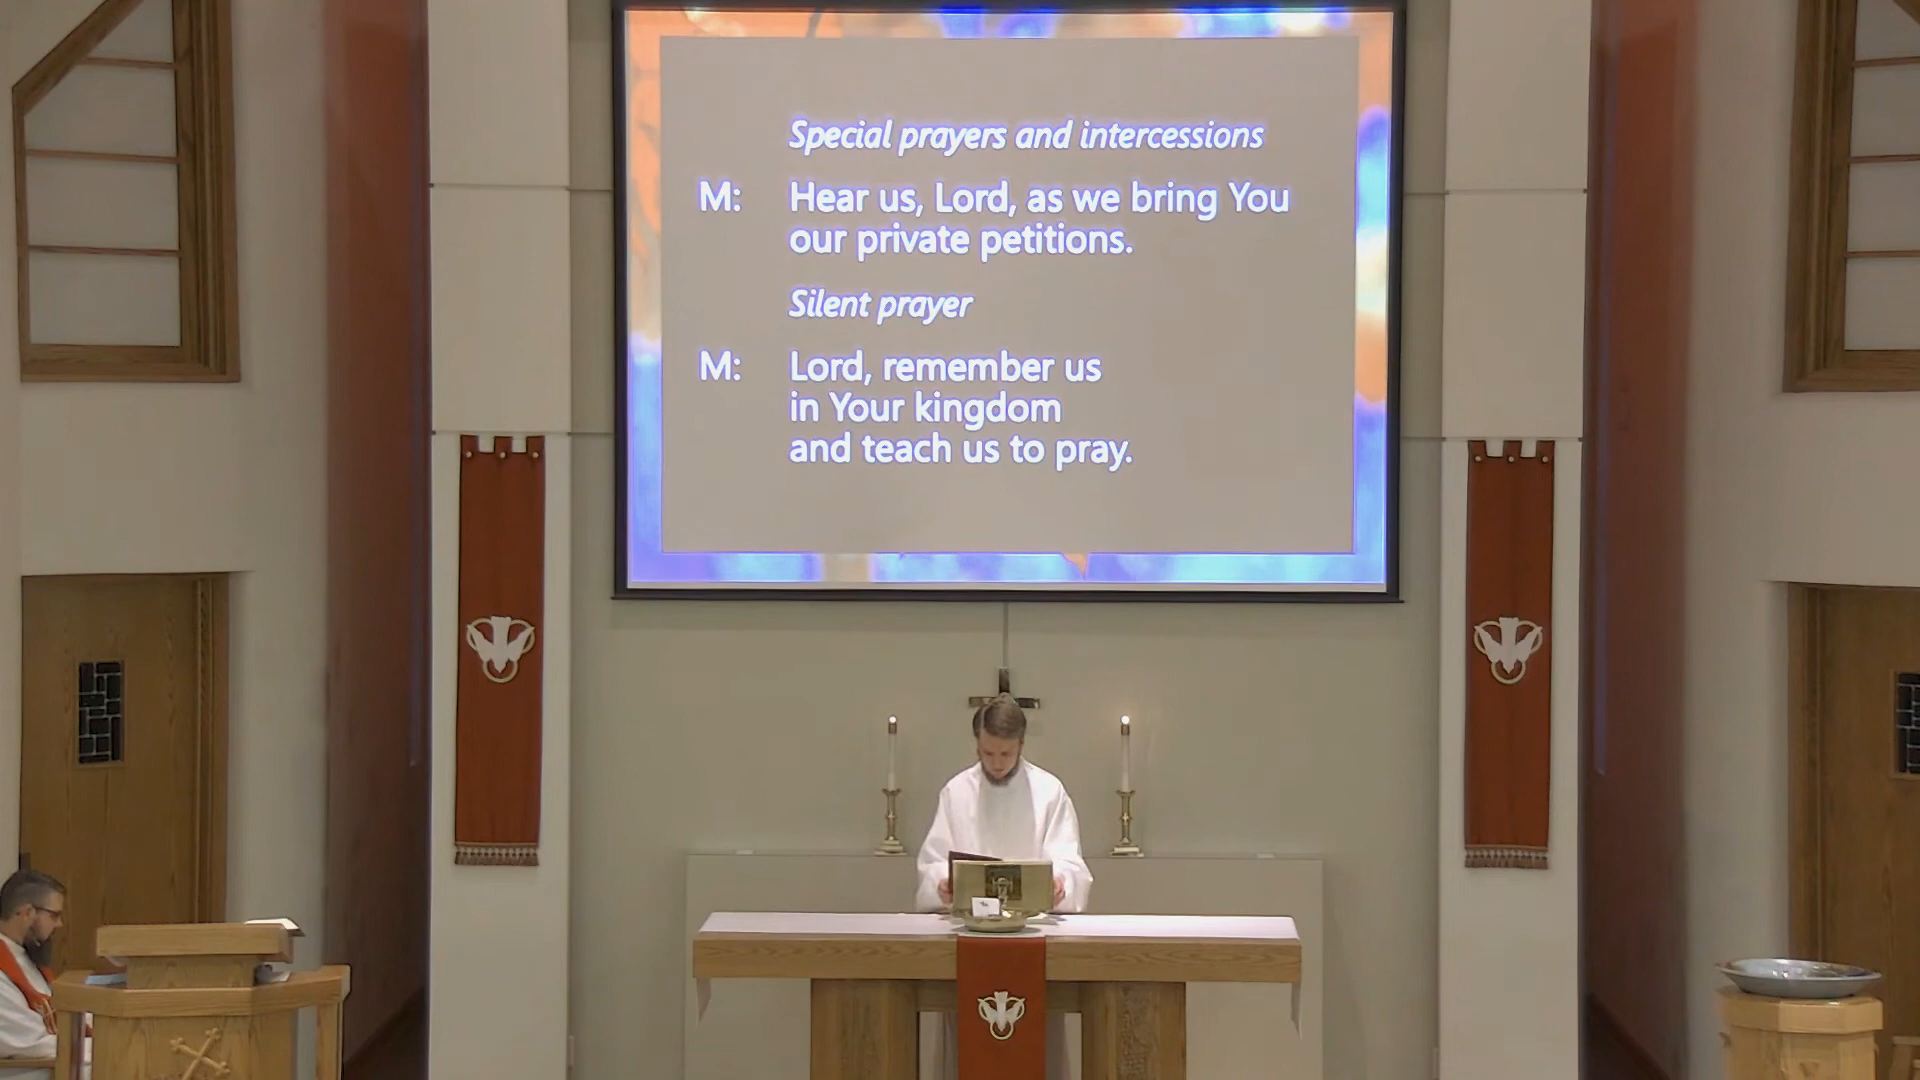 Special prayers and intercessions
M: Hear us, Lord, as we bring You
our private petitions.
Silent prayer
M: Lord, remember us
in Your kingdom
and teach us to pray.